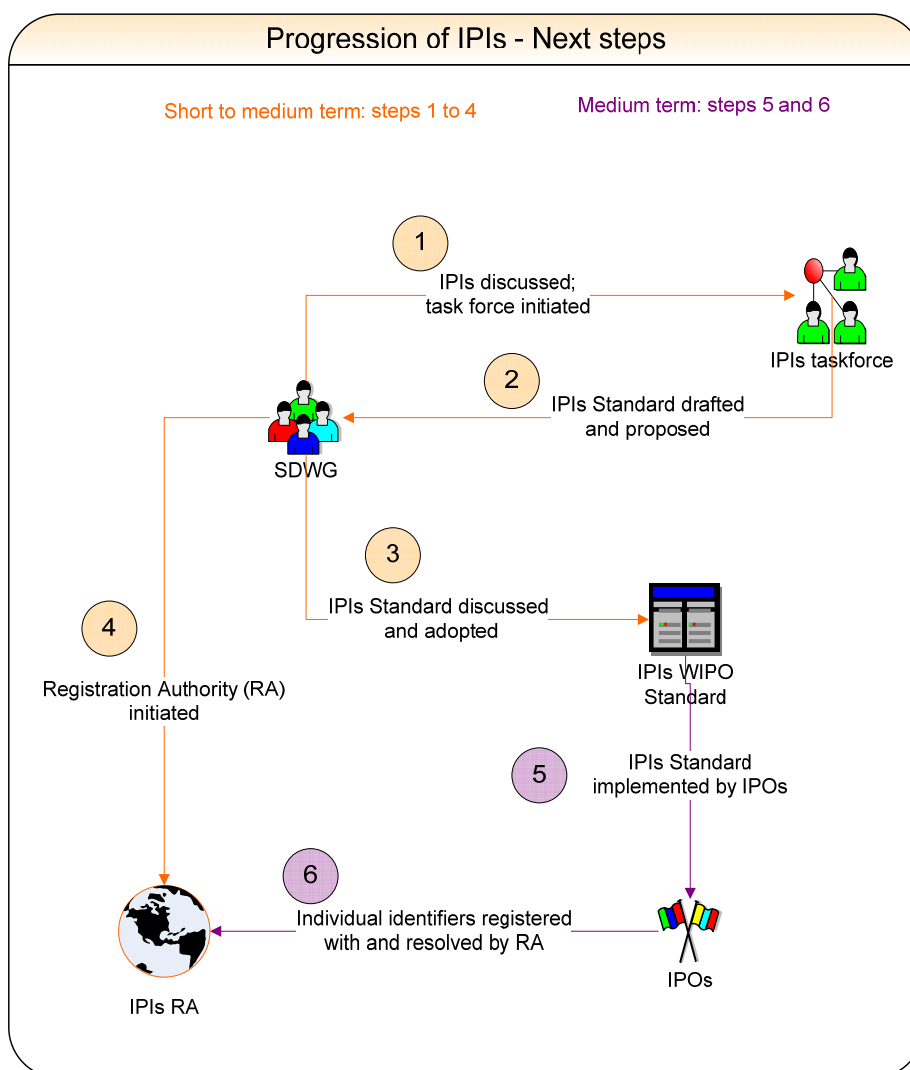 Progression of IPIs - Next steps
Short to medium term: steps 1 to 4
Medium term: steps 5 and 6
1
IPIs discussed;
task force initiated
IPIs taskforce
2
IPIs Standard drafted
and proposed
SDWG
3
IPIs Standard discussed
and adopted
IPIs WIPO
Standard
4
Registration Authority (RA)
initiated
5
IPIs Standard
implemented by IPOs
6
Individual identifiers registered
with and resolved by RA
IPOs
IPIs RA